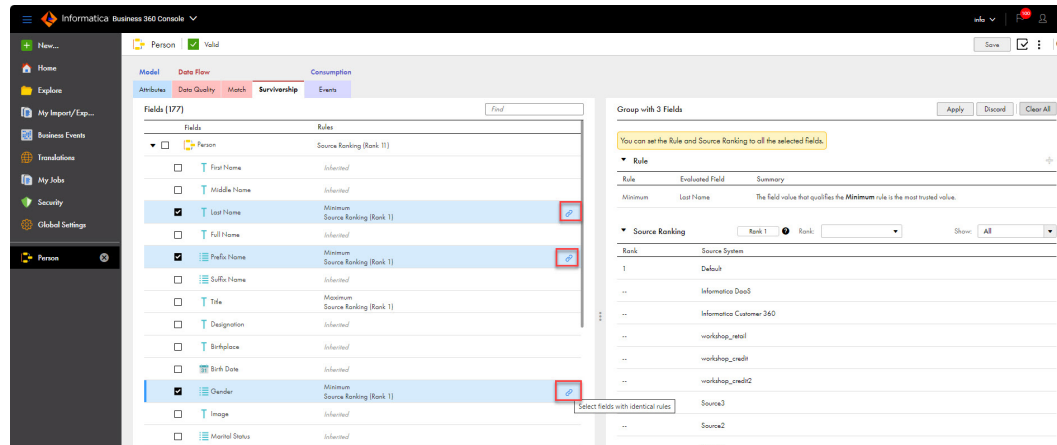 Informatica Business 360 Console
info
100
New...
Home
Explore
My Import/Exp...
Business Events
Translations
My Jobs
Security
Global Settings
Person
Person
Valid
Save
Model
Data Flow
Consumption
Attributes
Data Quality
Match
Survivorship
Events
Fields (177)
Find
Fields
Rules
Person
Source Ranking (Rank 11)
First Name
Inherited
Middle Name
Inherited
Last Name
Minimum
Source Ranking (Rank 1)
Full Name
Inherited
Prefix Name
Minimum
Source Ranking (Rank 1)
Suffix Name
Inherited
Title
Maximum
Source Ranking (Rank 1)
Designation
Inherited
Birthplace
Inherited
Birth Date
Inherited
Gender
Minimum
Source Ranking (Rank 1)
Select fields with identical rules
Image
Inherited
Marital Status
Inherited
Group with 3 Fields
Apply
Discard
Clear All
You can set the Rule and Source Ranking to all the selected fields.
Rule
Rule
Evaluated Field
Summary
Minimum
Last Name
The field value that qualifies the Minimum rule is the most trusted value.
Source Ranking
Rank 1
Rank:
Show:
All
Rank
Source System
1
Default
--
Informatica DaaS
--
Informatica Customer 360
--
workshop_retail
--
workshop_credit
--
workshop_credit2
--
Source3
--
Source2